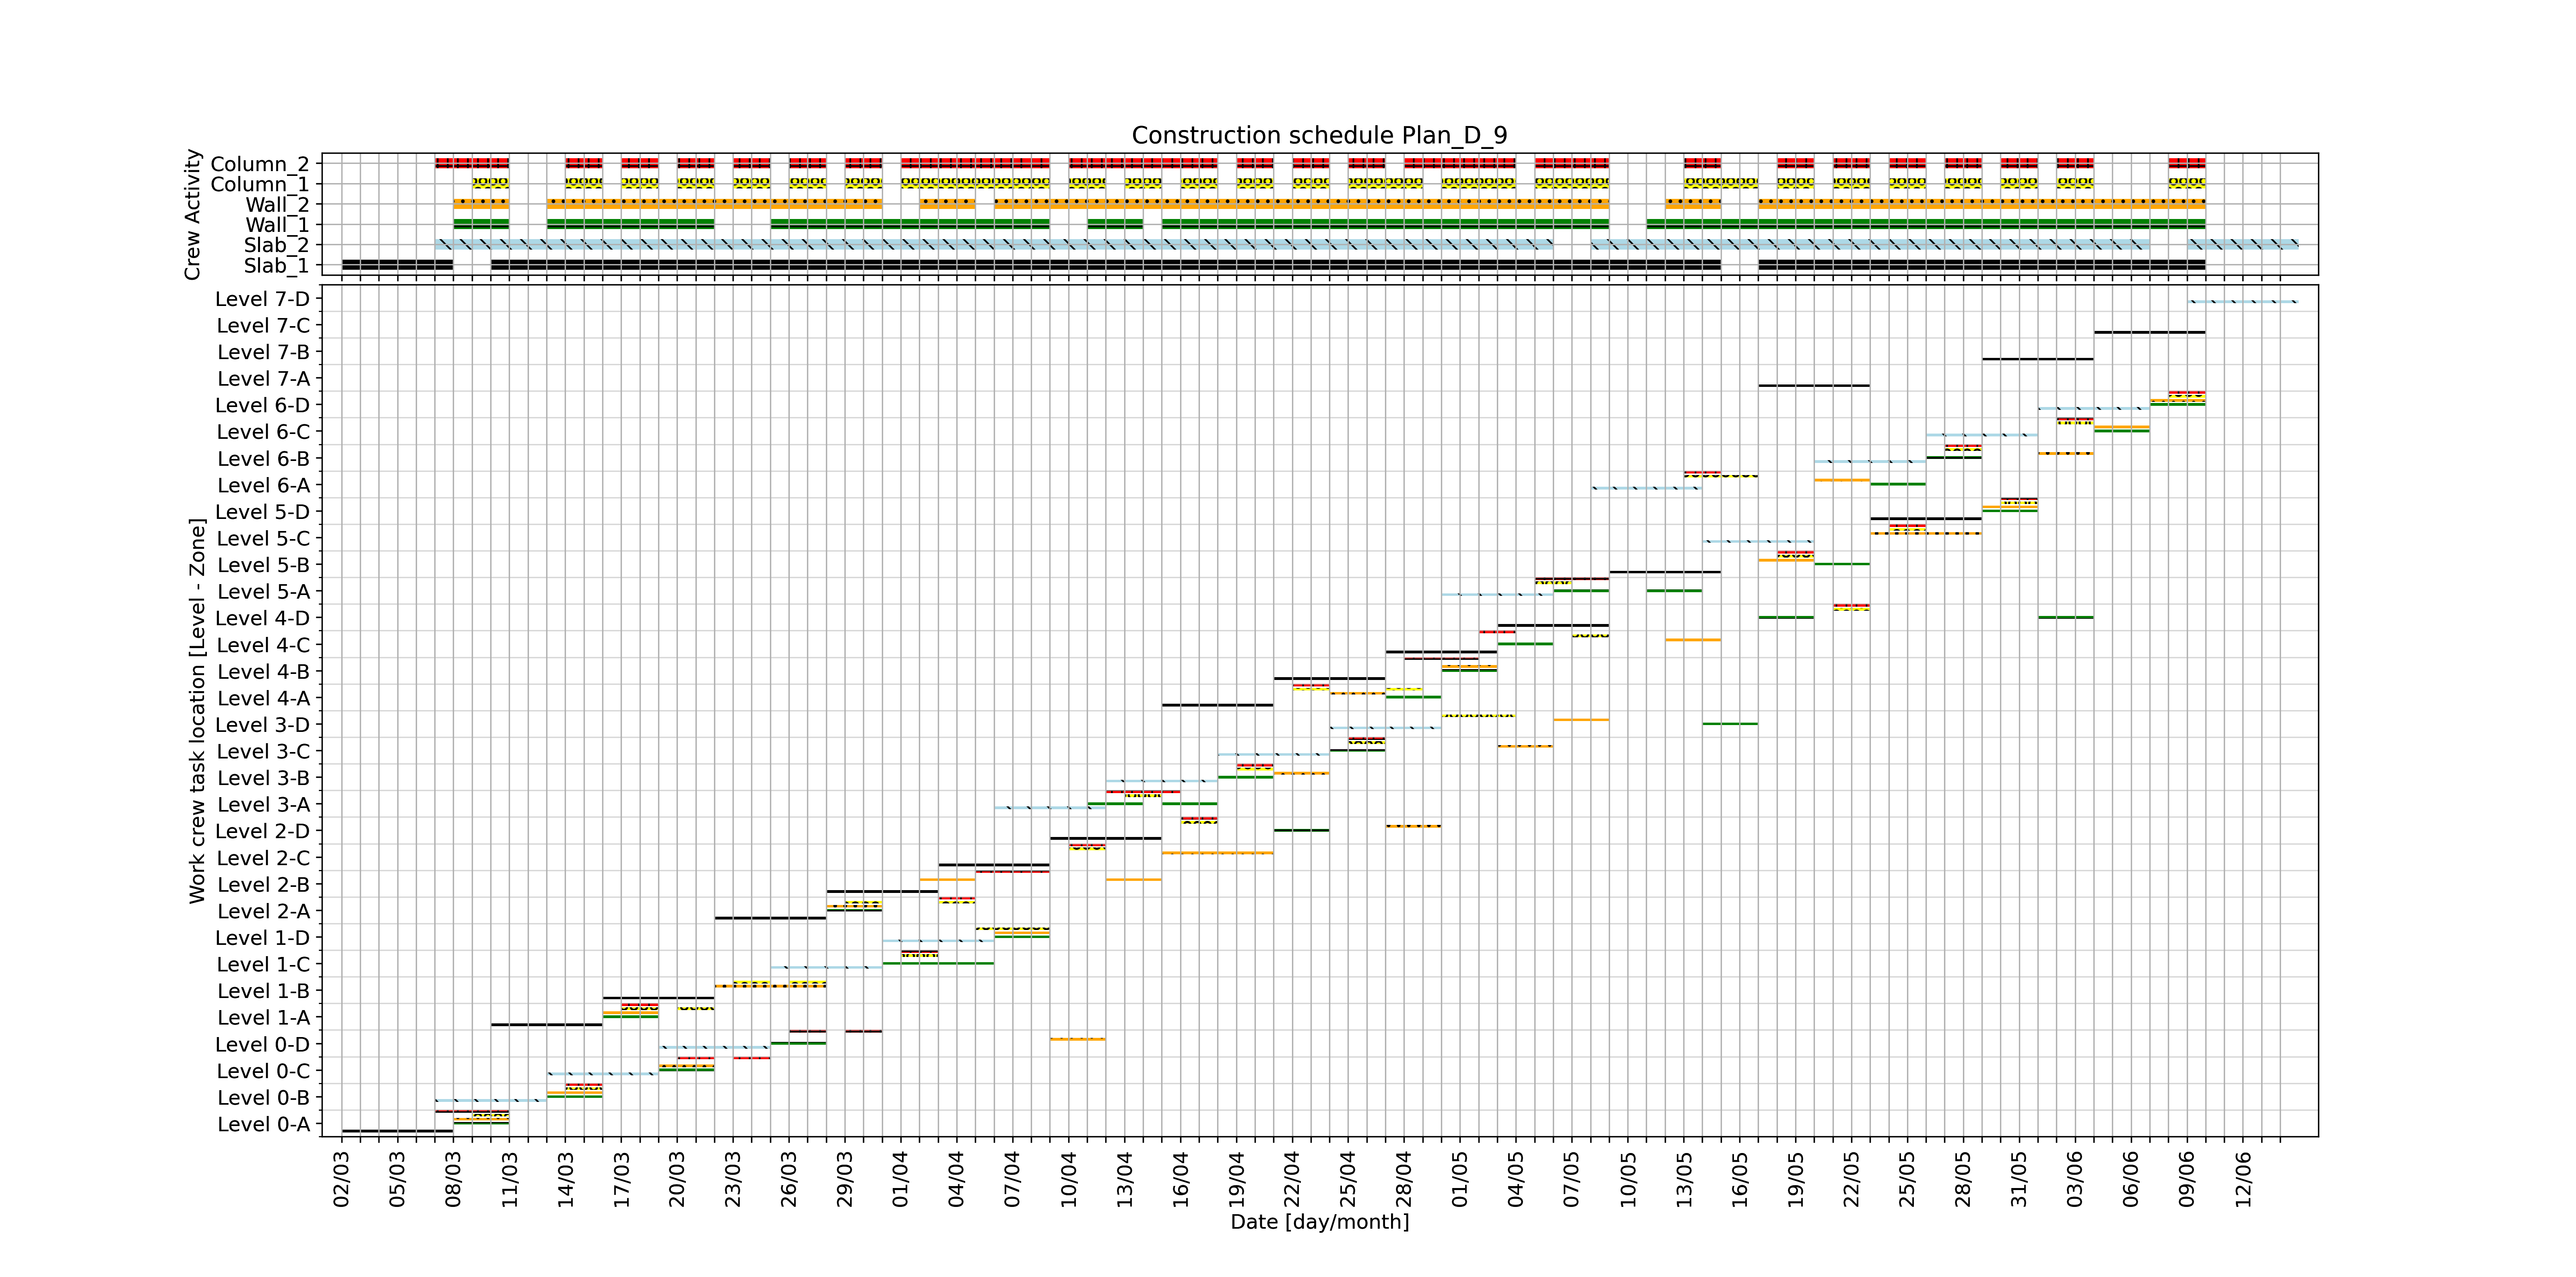 Construction schedule Plan_D_9
Crew Activity
Column_2
Column_1
Wall_2
Wall_1
Slab_2
Slab_1
Work crew task location [Level - Zone]
Level 7-D
Level 7-C
Level 7-B
Level 7-A
Level 6-D
Level 6-C
Level 6-B
Level 6-A
Level 5-D
Level 5-C
Level 5-B
Level 5-A
Level 4-D
Level 4-C
Level 4-B
Level 4-A
Level 3-D
Level 3-C
Level 3-B
Level 3-A
Level 2-D
Level 2-C
Level 2-B
Level 2-A
Level 1-D
Level 1-C
Level 1-B
Level 1-A
Level 0-D
Level 0-C
Level 0-B
Level 0-A
02/03
05/03
08/03
11/03
14/03
17/03
20/03
23/03
26/03
29/03
01/04
04/04
07/04
10/04
13/04
16/04
19/04
22/04
25/04
28/04
01/05
04/05
07/05
10/05
13/05
16/05
19/05
22/05
25/05
28/05
31/05
03/06
06/06
09/06
12/06
Date [day/month]